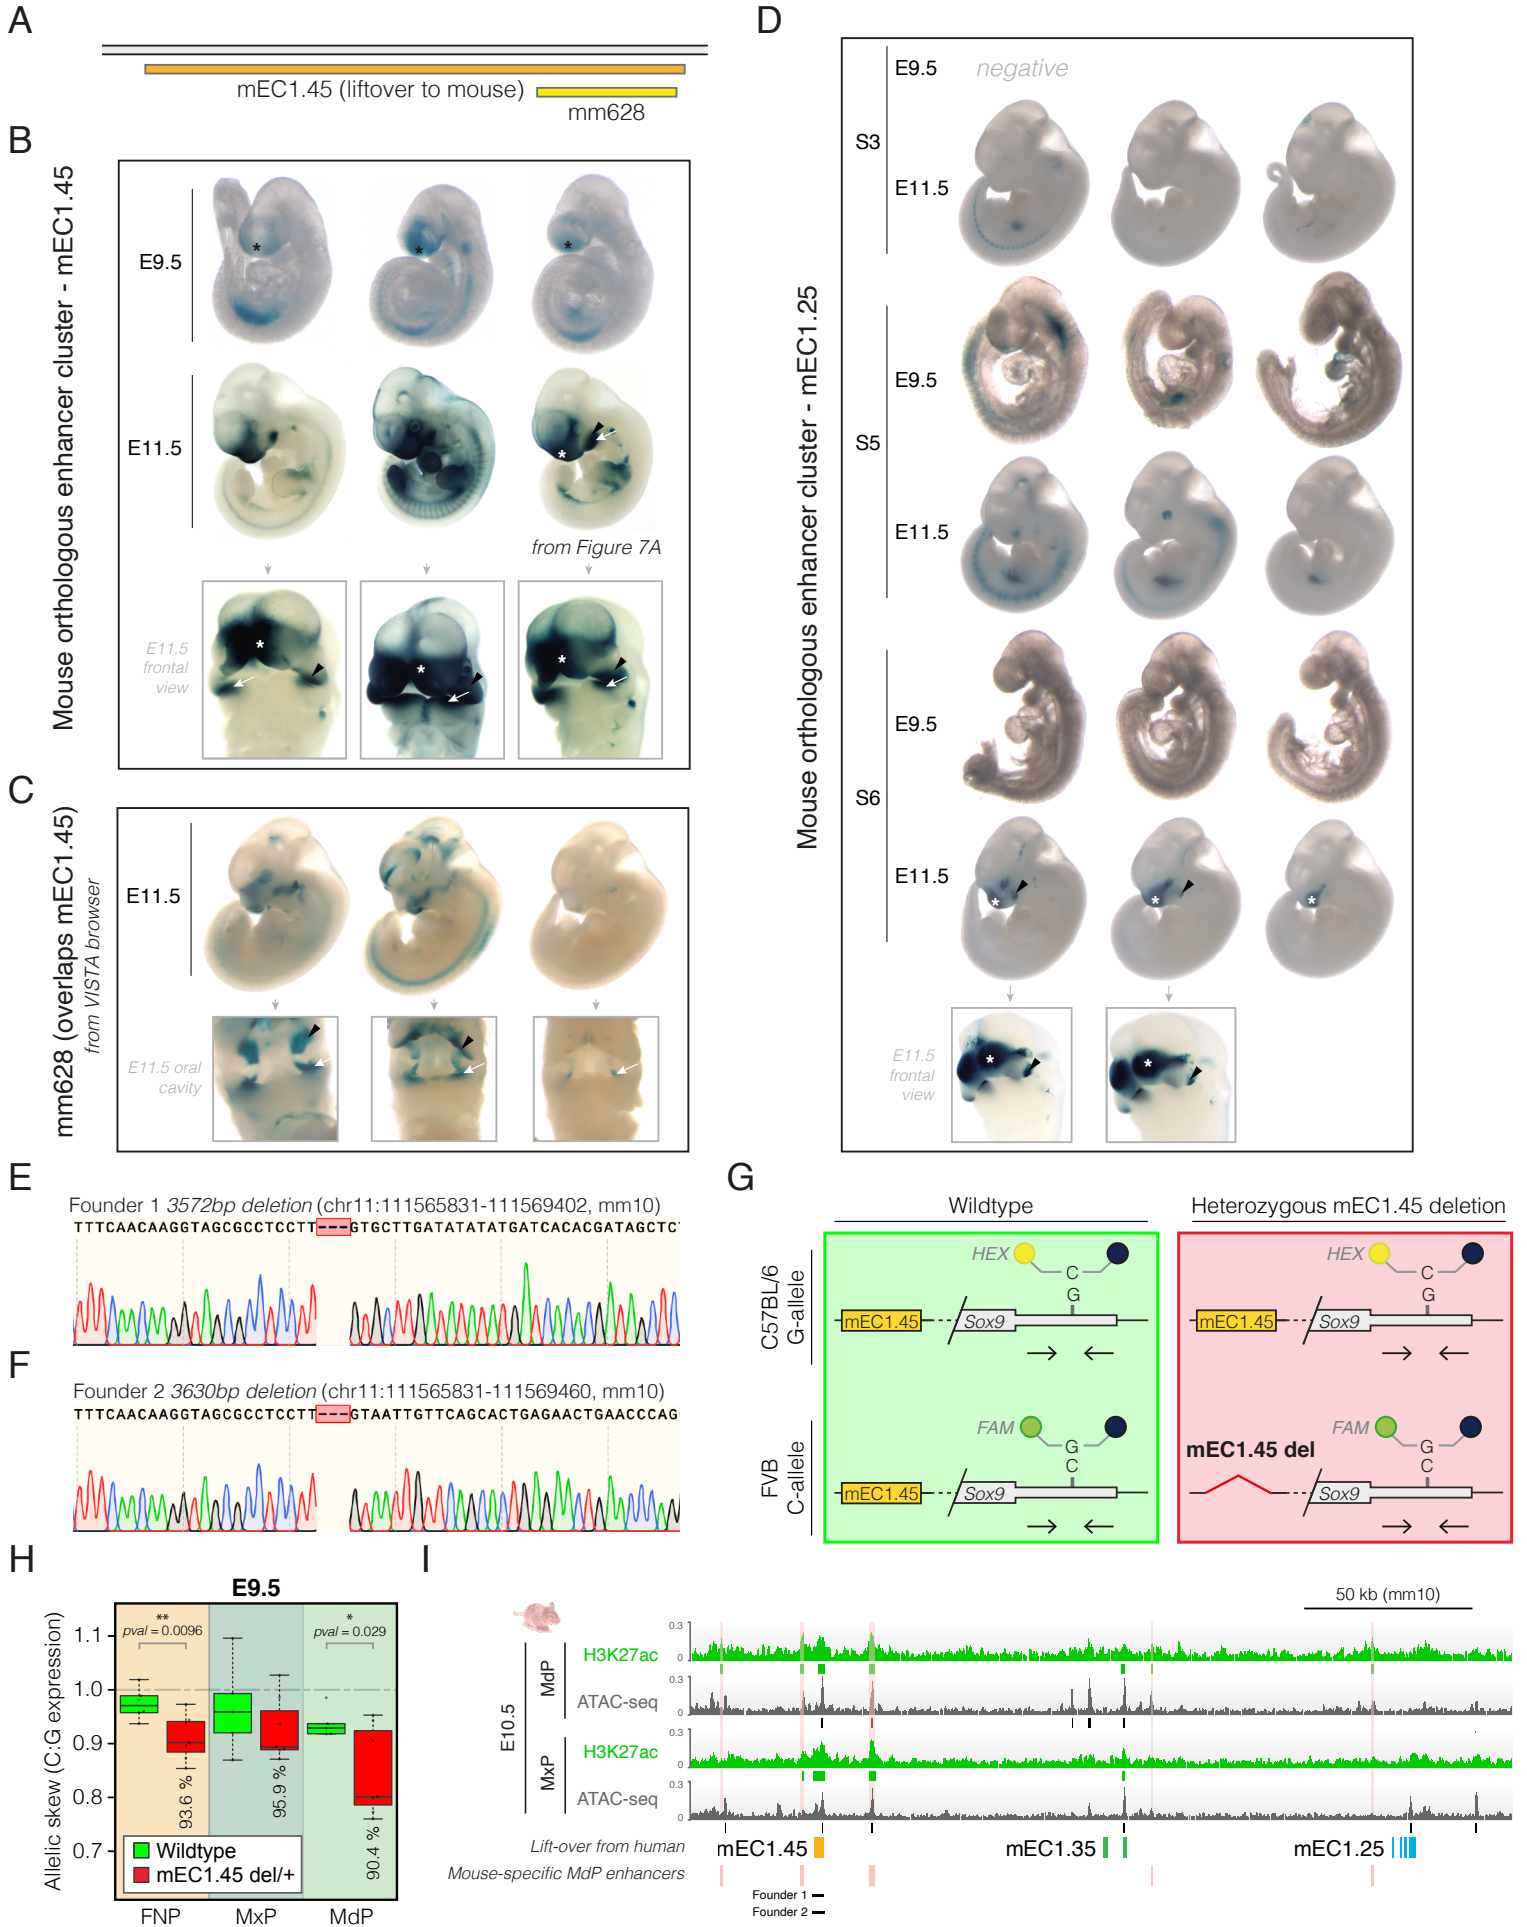 A
mEC1.45 (liftover to mouse)
mm628
B
Mouse orthologous enhancer cluster - mEC1.45
E9.5
*
*
*
E11.5
*
from Figure 7A
E11.5
frontal
view
*
*
*
C
mm628 (overlaps mEC1.45)
from VISTA browser
E11.5
E11.5 oral
cavity
D
Mouse orthologous enhancer cluster - mEC1.25
S3
E9.5
negative
E11.5
S5
E9.5
E11.5
S6
E9.5
E11.5
*
*
*
E11.5
frontal
view
*
*
E
Founder 1 3572bp deletion (chr11:111565831-111569402, mm10)
TTTCAACAAGGTAGCGCCTCCTT---GTGCTTGATATATATGATCACACGATAGCTC
F
Founder 2 3630bp deletion (chr11:111565831-111569460, mm10)
TTTCAACAAGGTAGCGCCTCCTT---GTAATTGTTCAGCACTGAGAACTGAACCCAG
G
Wildtype
Heterozygous mEC1.45 deletion
C57BL/6
G-allele
HEX
C
G
mEC1.45
Sox9
HEX
C
G
mEC1.45
Sox9
FVB
C-allele
FAM
G
C
mEC1.45
Sox9
FAM
G
C
mEC1.45 del
Sox9
H
E9.5
Allelic skew (C:G expression)
1.1
1.0
0.9
0.8
0.7
**
pval = 0.0096
*
pval = 0.029
93.6 %
95.9 %
90.4 %
Wildtype
mEC1.45 del/+
FNP
MxP
MdP
I
50 kb (mm10)
E10.5
MdP
H3K27ac
0.3
0
ATAC-seq
0.3
0
MxP
H3K27ac
0.3
0
ATAC-seq
0.3
0
Lift-over from human
mEC1.45
mEC1.35
mEC1.25
Mouse-specific MdP enhancers
Founder 1
Founder 2